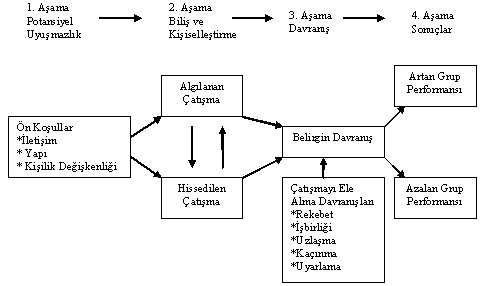 1. Aşama
Potansiyel
Uyuşmazlık
2. Aşama
Biliş ve
Kişiselleştirme
3. Aşama
Davranış
4. Aşama
Sonuçlar
Ön Koşullar
*İletişim
* Yapı
* Kişilik Değişkenliği
Algılanan
Çatışma
Hissedilen
Çatışma
Belirgin Davranış
Çatışmayı Ele
Alma Davranışları
*Rekebet
*İşbirliği
*Uzlaşma
*Kaçınma
*Uyarlama
Artan Grup
Performansı
Azalan Grup
Performansı